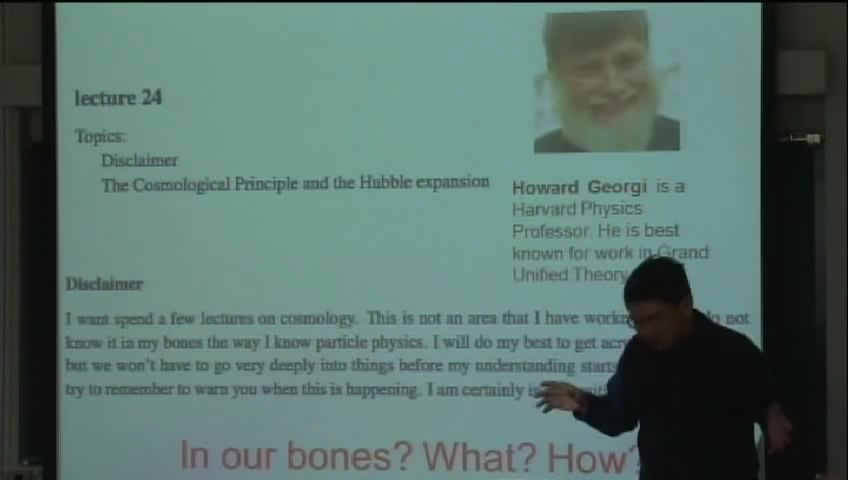 lecture 24
Topics:
Disclaimer
The Cosmological Principle and the Hubble expansion
Howard Georgi is a
Harvard Physics
Professor. He is best
known for work in Grand
Unified Theory
Disclaimer
I want spend a few lectures on cosmology. This is not an area that I have do not
know it in my bones the way I know particle physics. I will do my best to get
but we won't have to go very deeply into things before my understanding starts
try to remember to warn you when this is happening. I am certainly
In our bones? What? How?